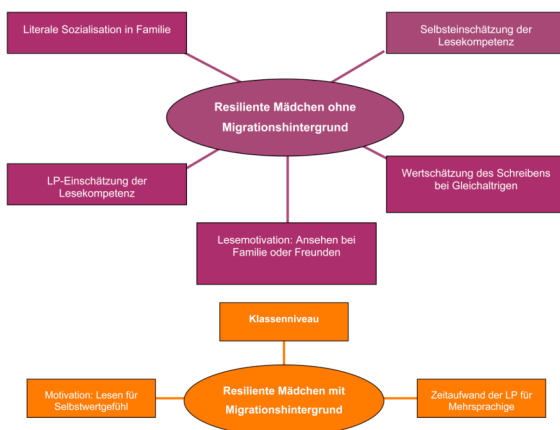 Literale Sozialisation in Familie
Selbsteinschätzung der
Lesekompetenz
Resiliente Mädchen ohne
Migrationshintergrund
LP-Einschätzung der
Lesekompetenz
Wertschätzung des Schreibens
bei Gleichaltrigen
Lesemotivation: Ansehen bei
Familie oder Freunden
Klassenniveau
Motivation: Lesen für
Selbstwertgefühl
Resiliente Mädchen mit
Migrationshintergrund
Zeitaufwand der LP für
Mehrsprachige